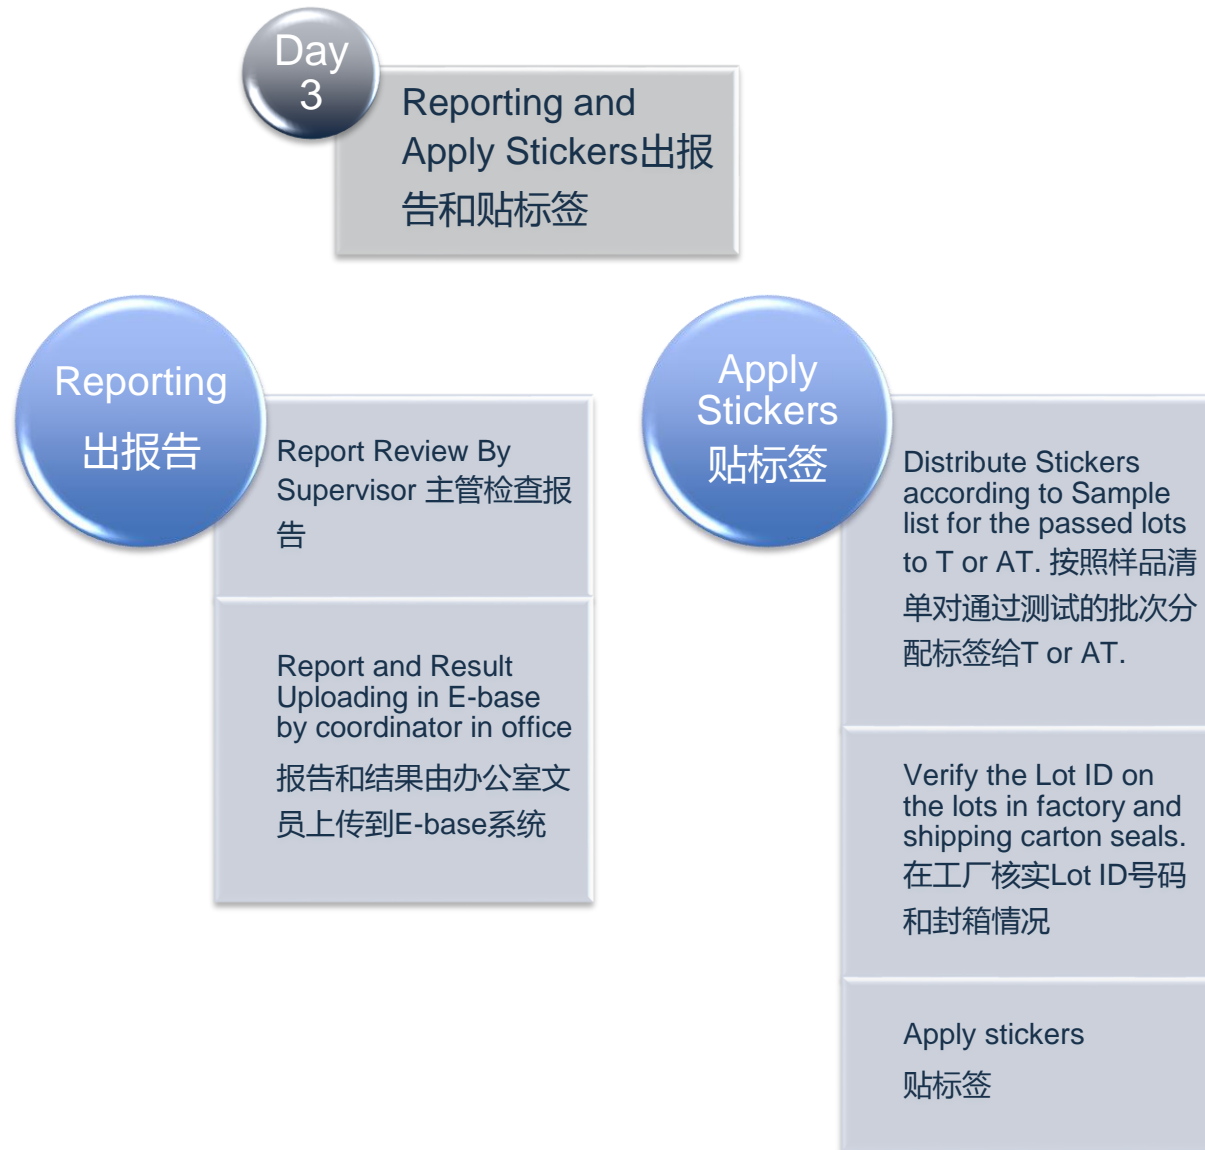 Day
3
Reporting and
Apply Stickers出报
告和贴标签
Reporting
出报告
Report Review By
Supervisor 主管检查报
告
Report and Result
Uploading in E-base
by coordinator in office
报告和结果由办公室文
员上传到E-base系统
Apply
Stickers
贴标签
Distribute Stickers
according to Sample
list for the passed lots
to T or AT. 按照样品清
单对通过测试的批次分
配标签给T or AT.
Verify the Lot ID on
the lots in factory and
shipping carton seals.
在工厂核实Lot ID号码
和封箱情况
Apply stickers
贴标签